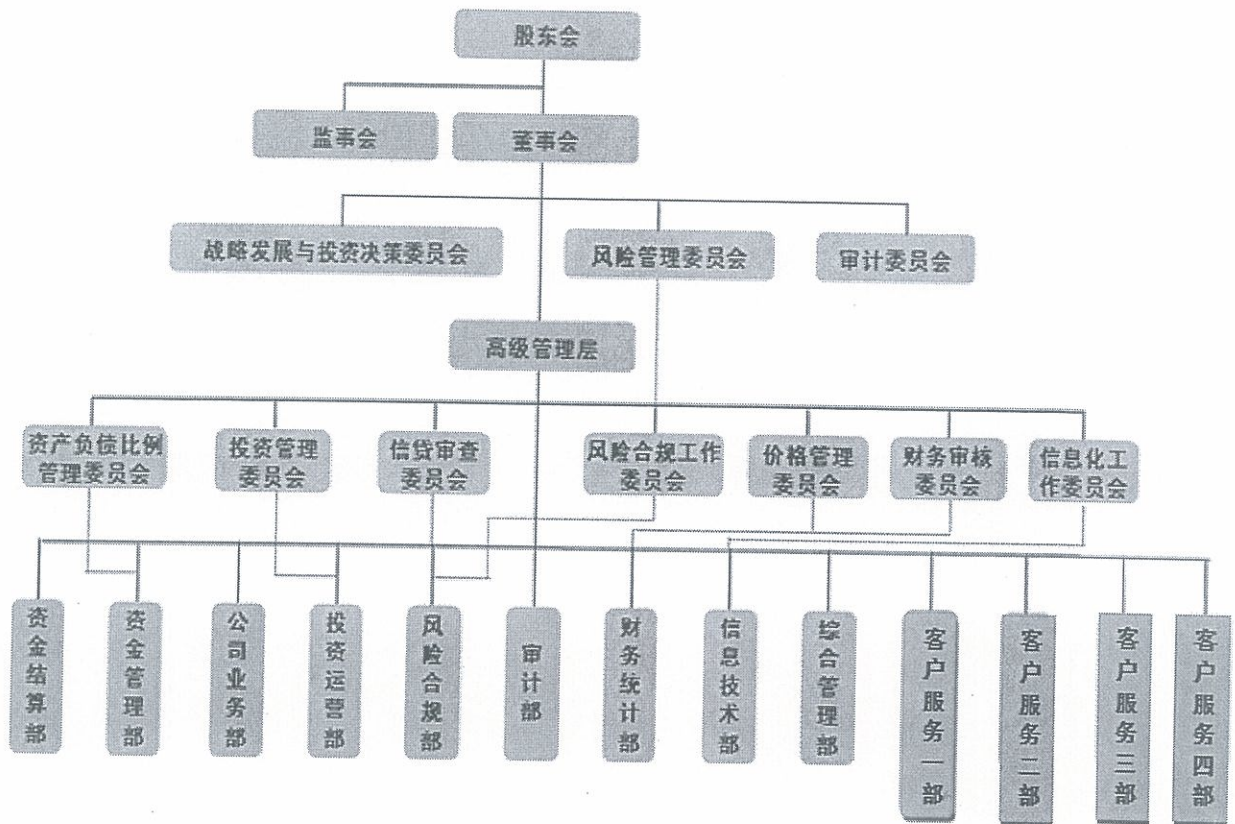 股东会
监事会
董事会
战略发展与投资决策委员会
风险管理委员会
审计委员会
高级管理层
资产负债比例
管理委员会
投资管理
委员会
信贷审查
委员会
风险合规工作
委员会
价格管理
委员会
财务审核
委员会
信息化工
作委员会
资金结算部
资金管理部
公司业务部
投资运营部
风险合规部
审计部
财务统计部
信息技术部
综合管理部
客户服务一部
客户服务二部
客户服务三部
客户服务四部